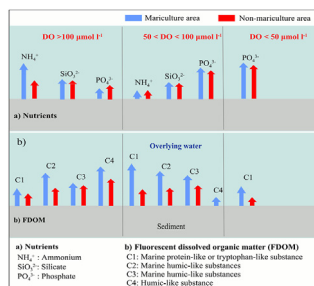 Mariculture area Non-mariculture area
DO >100 μmol l⁻¹ 50 < DO < 100 μmol l⁻¹ DO < 50 μmol l⁻¹
NH₄⁺ SiO₃²⁻ PO₄³⁻ NH₄⁺ SiO₃²⁻ PO₄³⁻ PO₄³⁻
a) Nutrients
b) Overlying water
C1 C2 C3 C4 C1 C2 C3 C4 C1
b) FDOM Sediment
a) Nutrients
NH₄⁺ : Ammonium
SiO₃²⁻: Silicate
PO₄³⁻ : Phosphate
b) Fluorescent dissolved organic matter (FDOM)
C1: Marine protein-like or tryptophan-like substance
C2: Marine humic-like substances
C3: Marine humic-like substances
C4: Humic-like substance